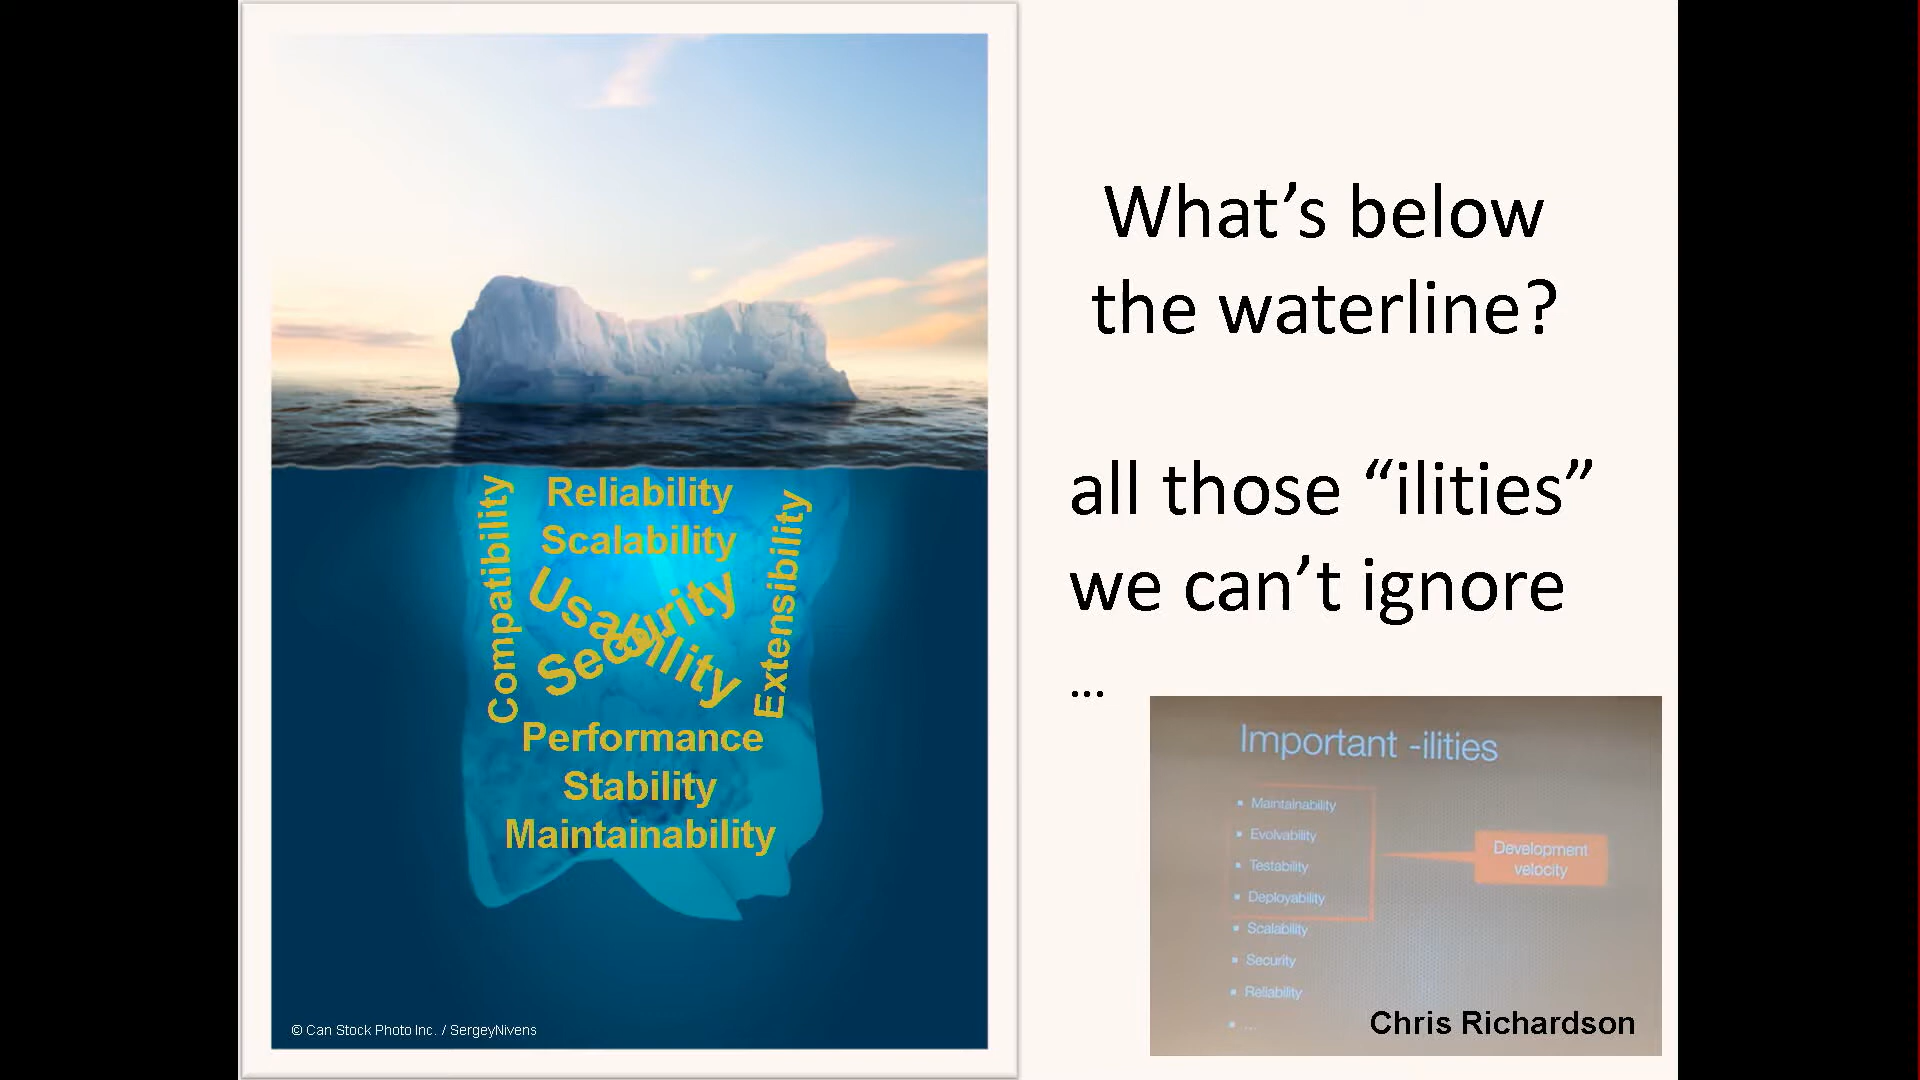 What’s below
the waterline?
all those “ilities”
we can’t ignore
...
Compatibility
Reliability
Scalability
Usability
Security
Extensibility
Performance
Stability
Maintainability
© Can Stock Photo Inc. / SergeyNivens
Important -ilities
▪ Maintainability
▪ Evolvability
▪ Testability
▪ Deployability
▪ Scalability
▪ Security
▪ Reliability
▪ ...
Development
velocity
Chris Richardson